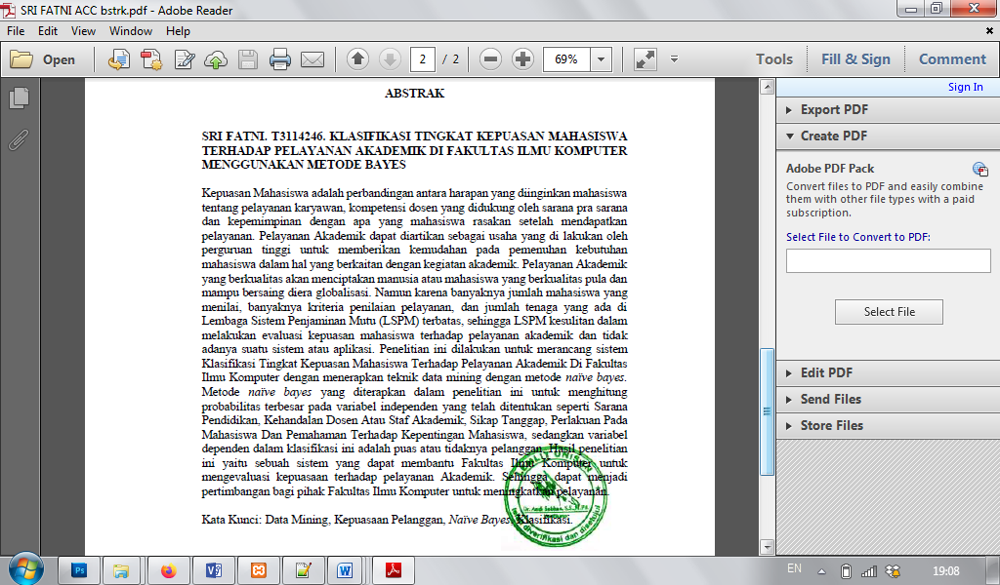 SRI FATNI ACC bstrk.pdf - Adobe Reader
File Edit View Window Help
Open 2 / 2 69% Tools Fill & Sign Comment
Sign In
Export PDF
Create PDF
Adobe PDF Pack
Convert files to PDF and easily combine
them with other file types with a paid
subscription.
Select File to Convert to PDF:
Select File
Edit PDF
Send Files
Store Files
ABSTRAK
SRI FATNI. T3114246. KLASIFIKASI TINGKAT KEPUASAN MAHASISWA
TERHADAP PELAYANAN AKADEMIK DI FAKULTAS ILMU KOMPUTER
MENGGUNAKAN METODE BAYES
Kepuasan Mahasiswa adalah perbandingan antara harapan yang diinginkan mahasiswa
tentang pelayanan karyawan, kompetensi dosen yang didukung oleh sarana pra sarana
dan kepemimpinan dengan apa yang mahasiswa rasakan setelah mendapatkan
pelayanan. Pelayanan Akademik dapat diartikan sebagai usaha yang di lakukan oleh
perguruan tinggi untuk memberikan kemudahan pada pemenuhan kebutuhan
mahasiswa dalam hal yang berkaitan dengan kegiatan akademik. Pelayanan Akademik
yang berkualitas akan menciptakan manusia atau mahasiswa yang berkualitas pula dan
mampu bersaing diera globalisasi. Namun karena banyaknya jumlah mahasiswa yang
menilai, banyaknya kriteria penilaian pelayanan, dan jumlah tenaga yang ada di
Lembaga Sistem Penjaminan Mutu (LSPM) terbatas, sehingga LSPM kesulitan dalam
melakukan evaluasi kepuasan mahasiswa terhadap pelayanan akademik dan tidak
adanya suatu sistem atau aplikasi. Penelitian ini dilakukan untuk merancang sistem
Klasifikasi Tingkat Kepuasan Mahasiswa Terhadap Pelayanan Akademik Di Fakultas
Ilmu Komputer dengan menerapkan teknik data mining dengan metode naïve bayes.
Metode naïve bayes yang diterapkan dalam penelitian ini untuk menghitung
probabilitas terbesar pada variabel independen yang telah ditentukan seperti Sarana
Pendidikan, Kehandalan Dosen Atau Staf Akademik, Sikap Tanggap, Perlakuan Pada
Mahasiswa Dan Pemahaman Terhadap Kepentingan Mahasiswa, sedangkan variabel
dependen dalam klasifikasi ini adalah puas atau tidaknya pelanggan. Hasil penelitian
ini yaitu sebuah sistem yang dapat membantu Fakultas Ilmu Komputer untuk
mengevaluasi kepuasaan terhadap pelayanan Akademik. Sehingga dapat menjadi
pertimbangan bagi pihak Fakultas Ilmu Komputer untuk meningkatkan pelayanan.
Kata Kunci: Data Mining, Kepuasaan Pelanggan, Naïve Bayes, Klasifikasi.
telah diverifikasi dan disetujui
EN 19:08